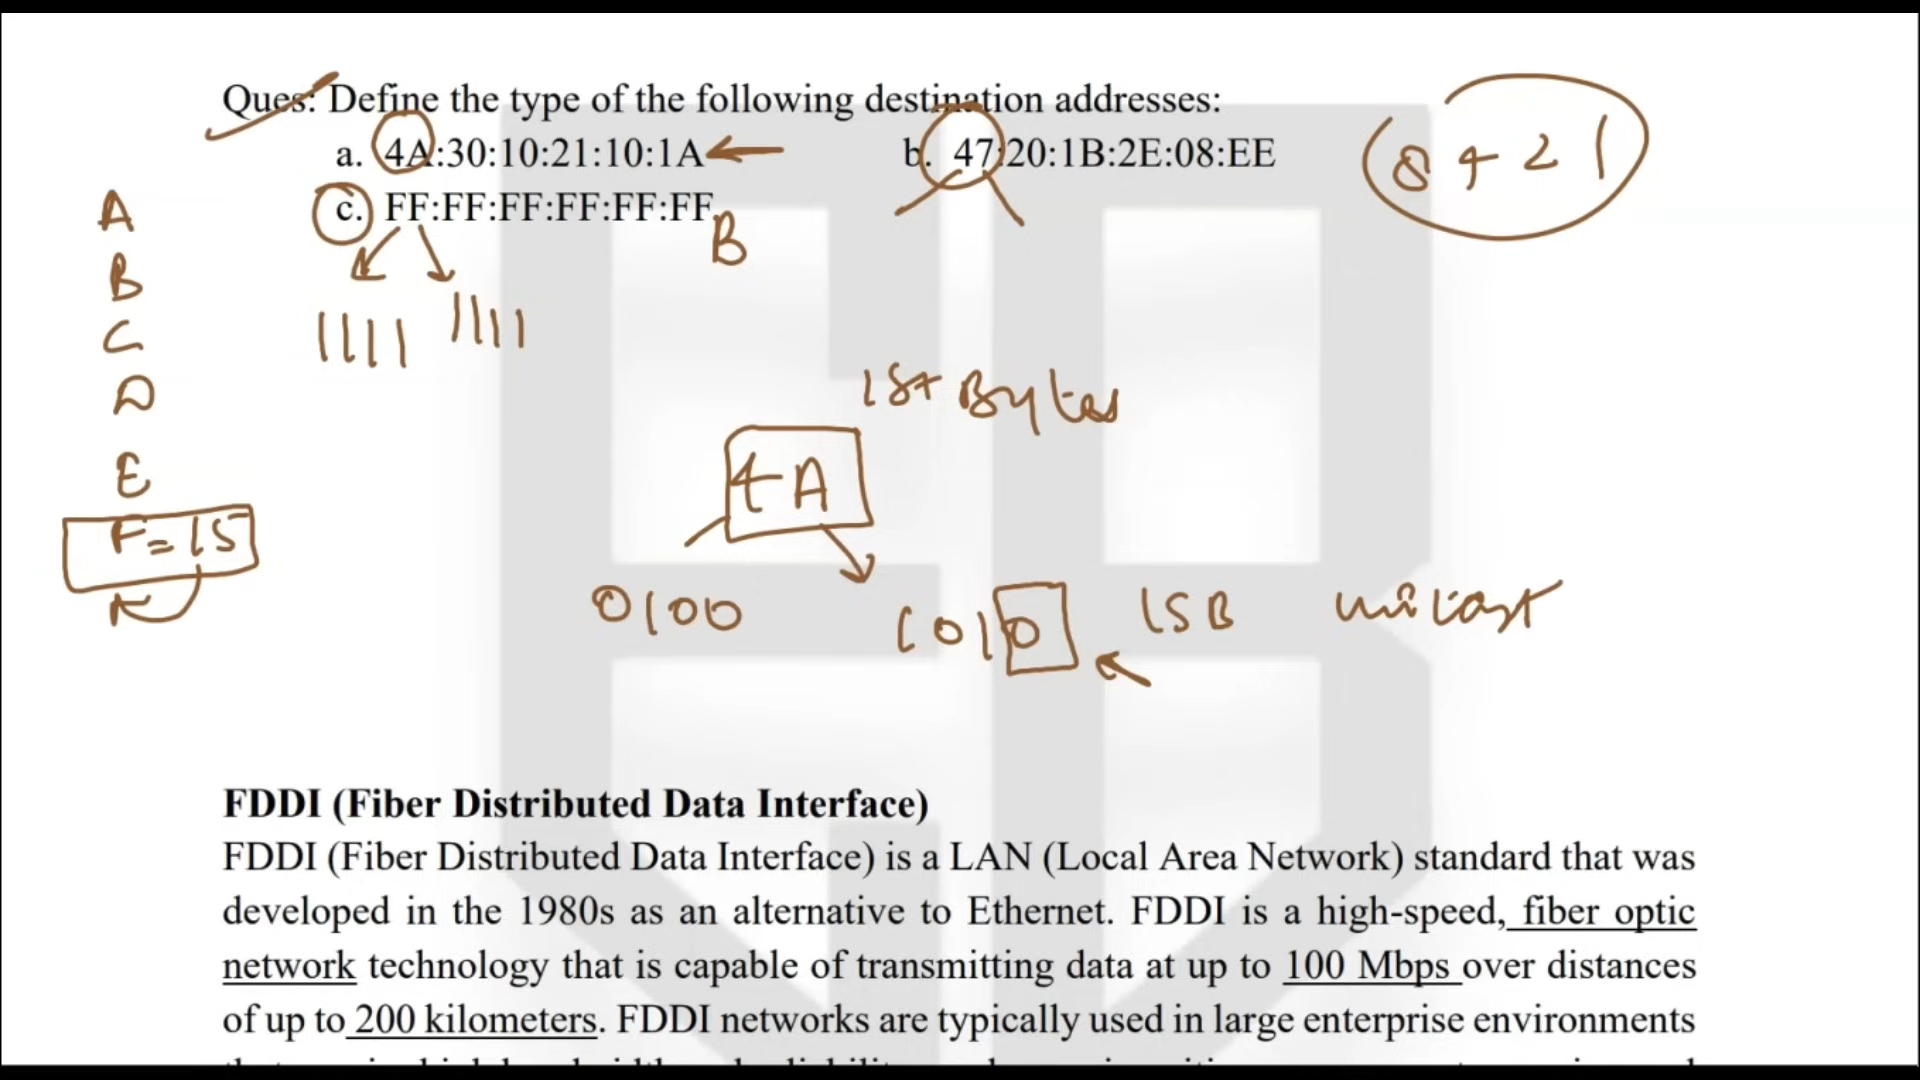 Ques: Define the type of the following destination addresses:
a. 4A:30:10:21:10:1A b. 47:20:1B:2E:08:EE
8 4 2 1
c. FF:FF:FF:FF:FF:FF
B
A
B
C
D
E
F=15
1111 1111
1st Bytes
4A
0100 1010 LSB unicast
FDDI (Fiber Distributed Data Interface)
FDDI (Fiber Distributed Data Interface) is a LAN (Local Area Network) standard that was
developed in the 1980s as an alternative to Ethernet. FDDI is a high-speed, fiber optic
network technology that is capable of transmitting data at up to 100 Mbps over distances
of up to 200 kilometers. FDDI networks are typically used in large enterprise environments